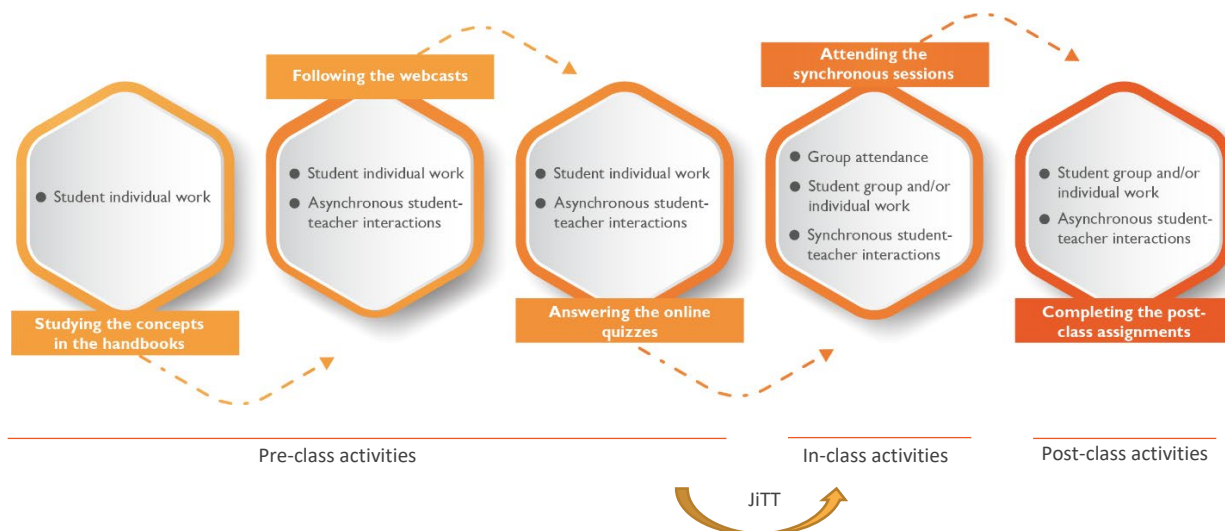 Studying the concepts
in the handbooks
● Student individual work
Following the webcasts
● Student individual work
● Asynchronous student-
teacher interactions
Answering the online
quizzes
● Student individual work
● Asynchronous student-
teacher interactions
Attending the
synchronous sessions
● Group attendance
● Student group and/or
individual work
● Synchronous student-
teacher interactions
Completing the post-
class assignments
● Student group and/or
individual work
● Asynchronous student-
teacher interactions
Pre-class activities
In-class activities
Post-class activities
JiTT